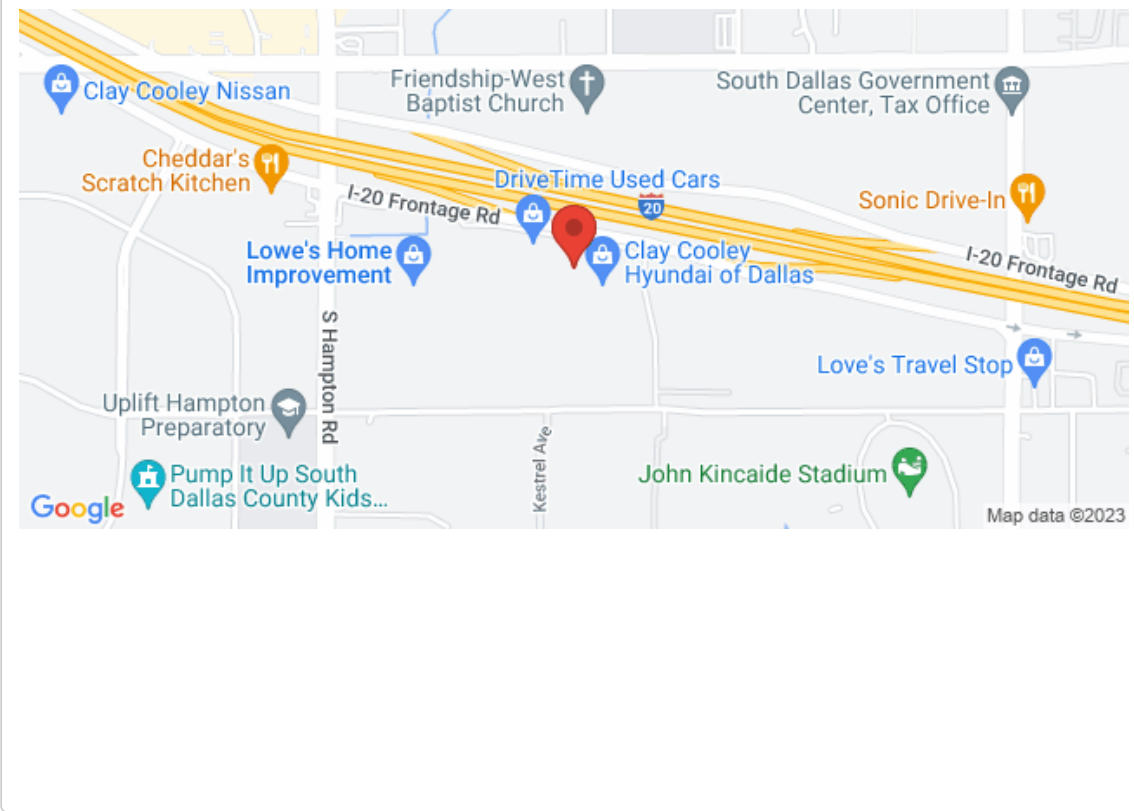 Clay Cooley Nissan
Friendship-West
Baptist Church
South Dallas Government
Center, Tax Office
Cheddar's
Scratch Kitchen
DriveTime Used Cars
I-20 Frontage Rd
20
Sonic Drive-In
Lowe's Home
Improvement
Clay Cooley
Hyundai of Dallas
I-20 Frontage Rd
S Hampton Rd
Love's Travel Stop
Uplift Hampton
Preparatory
Kestrel Ave
Pump It Up South
Dallas County Kids...
John Kincaide Stadium
Google
Map data ©2023